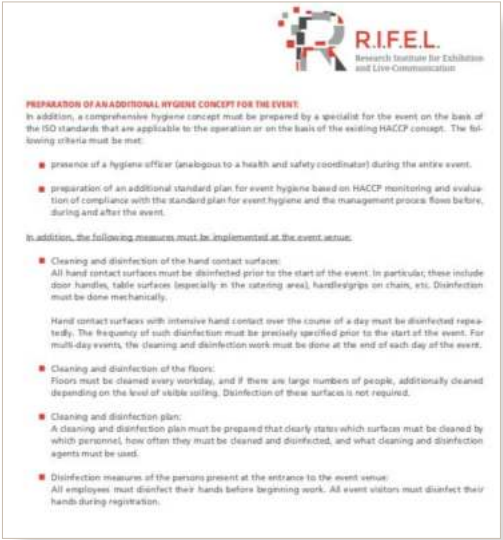 R.I.F.E.L.
Research Institute for Exhibition
and Live-Communication
PREPARATION OF AN ADDITIONAL HYGIENE CONCEPT FOR THE EVENT:
In addition, a comprehensive hygiene concept must be prepared by a specialist for the event on the basis of
the ISO standards that are applicable to the operation or on the basis of the existing HACCP concept. The fol-
lowing criteria must be met:
presence of a hygiene officer (analogous to a health and safety coordinator) during the entire event.
preparation of an additional standard plan for event hygiene based on HACCP monitoring and evalua-
tion of compliance with the standard plan for event hygiene and the management process flows before,
during and after the event.
In addition, the following measures must be implemented at the event venue:
Cleaning and disinfection of the hand contact surfaces:
All hand contact surfaces must be disinfected prior to the start of the event. In particular, these include
door handles, table surfaces (especially in the catering area), handles/grips on chairs, etc. Disinfection
must be done mechanically.
Hand contact surfaces with intensive hand contact over the course of a day must be disinfected repea-
tedly. The frequency of such disinfection must be precisely specified prior to the start of the event. For
multi-day events, the cleaning and disinfection work must be done at the end of each day of the event.
Cleaning and disinfection of the floors:
Floors must be cleaned every workday, and if there are large numbers of people, additionally cleaned
depending on the level of visible soiling. Disinfection of these surfaces is not required.
Cleaning and disinfection plan:
A cleaning and disinfection plan must be prepared that clearly states which surfaces must be cleaned by
which personnel, how often they must be cleaned and disinfected, and what cleaning and disinfection
agents must be used.
Disinfection measures of the persons present at the entrance to the event venue:
All employees must disinfect their hands before beginning work. All event visitors must disinfect their
hands during registration.